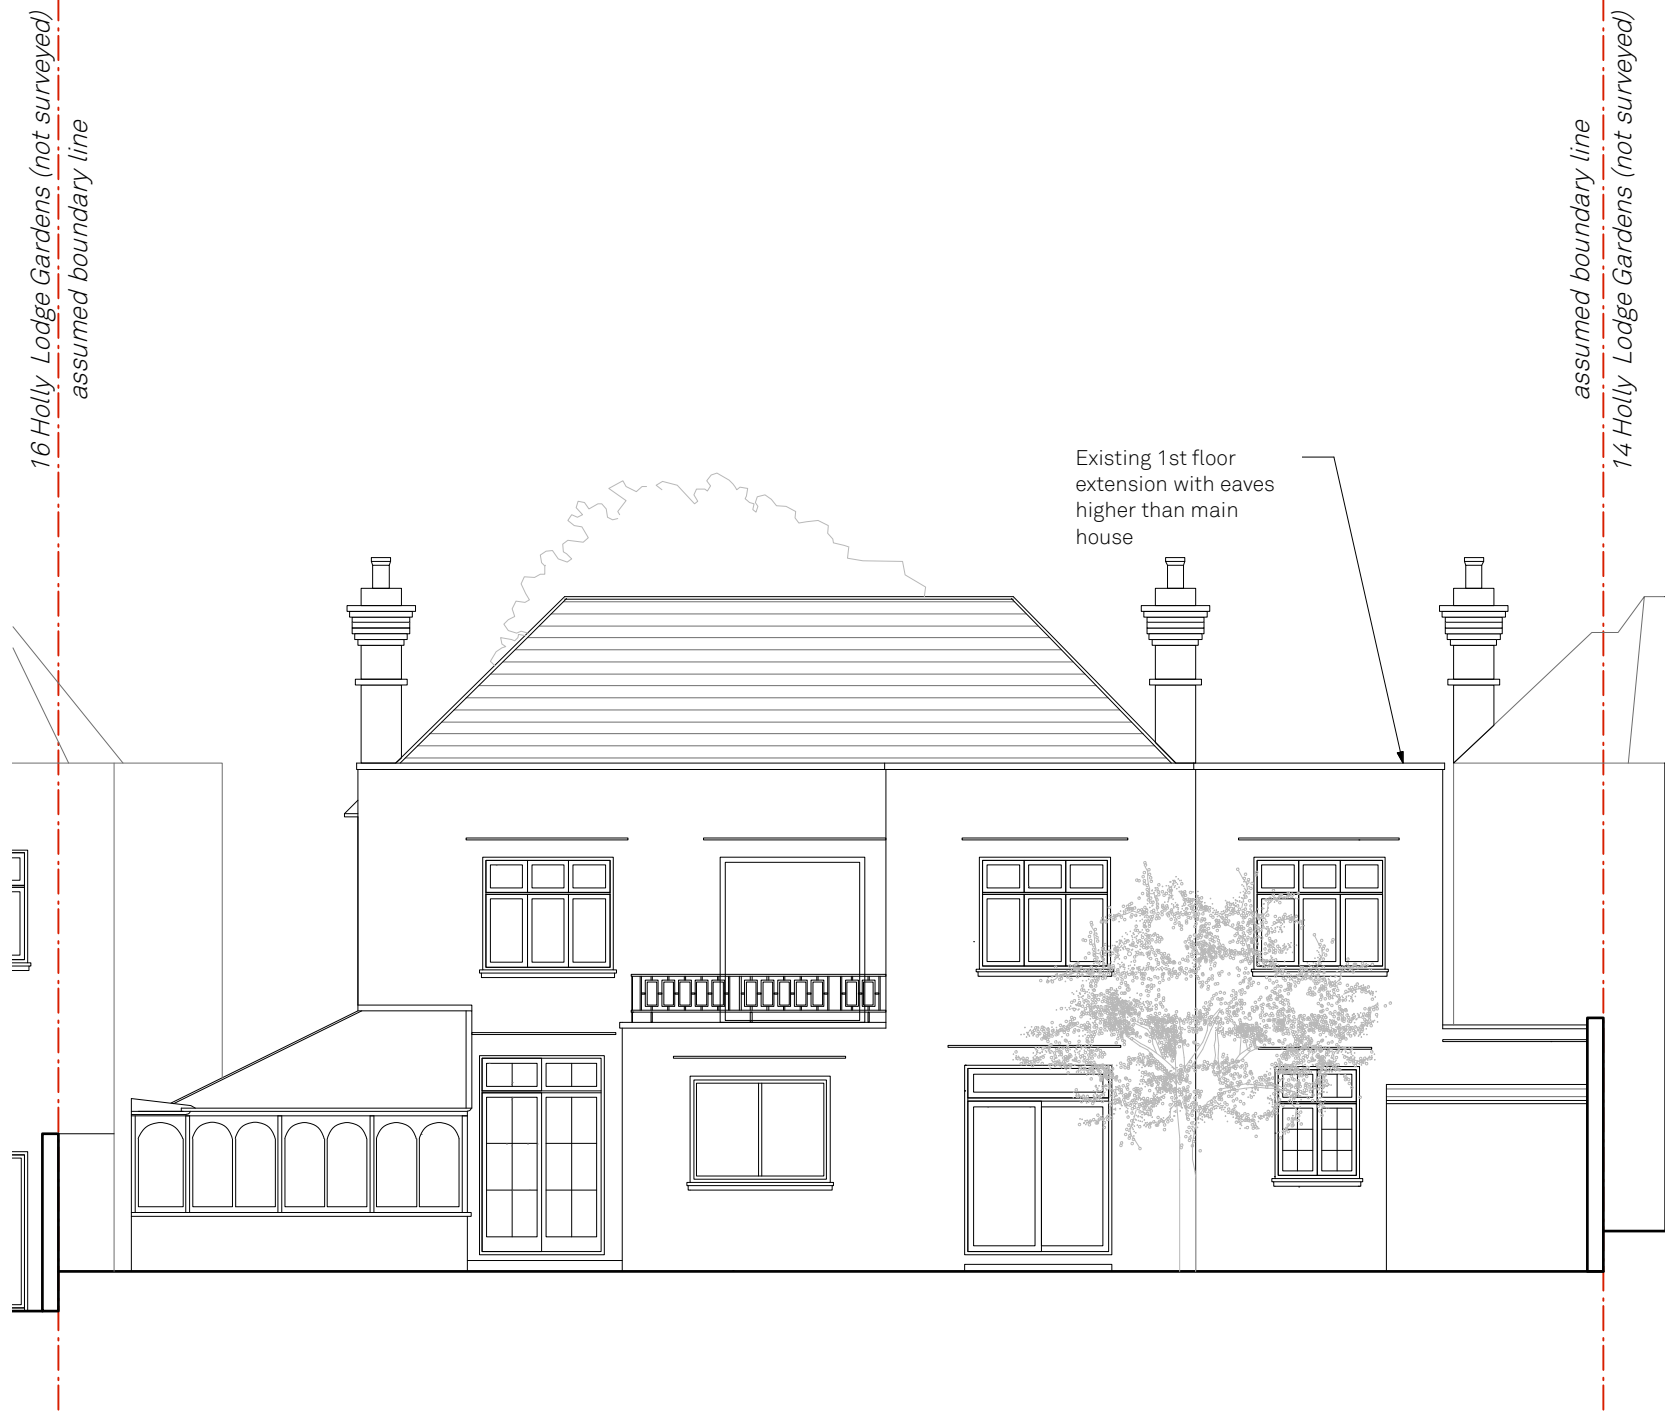 16 Holly Lodge Gardens (not surveyed)
assumed boundary line
Existing 1st floor
extension with eaves
higher than main
house
assumed boundary line
14 Holly Lodge Gardens (not surveyed)